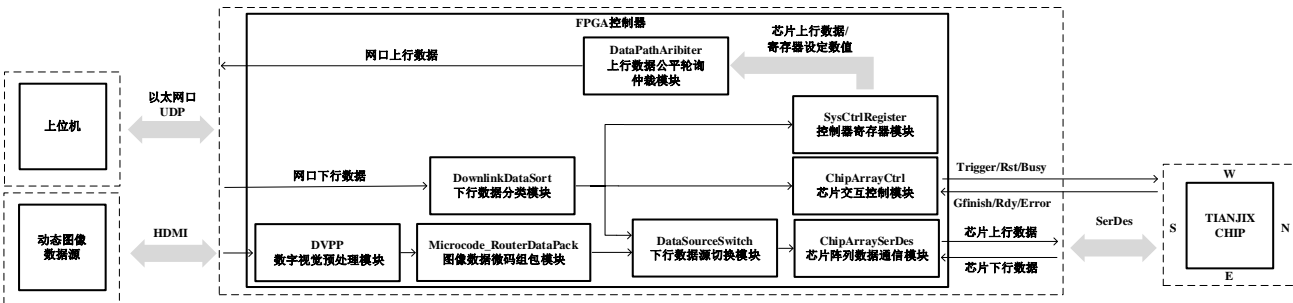 FPGA控制器
芯片上行数据/
寄存器设定数值
网口上行数据
DataPathAribiter
上行数据公平轮询
仲裁模块
以太网口
UDP
上位机
SysCtrlRegister
控制器寄存器模块
网口下行数据
DownlinkDataSort
下行数据分类模块
ChipArrayCtrl
芯片交互控制模块
Trigger/Rst/Busy
Gfinish/Rdy/Error
W
S
TIANJIX
CHIP
N
E
SerDes
动态图像
数据源
HDMI
DVPP
数字视觉预处理模块
Microcode_RouterDataPack
图像数据微码组包模块
DataSourceSwitch
下行数据源切换模块
ChipArraySerDes
芯片阵列数据通信模块
芯片上行数据
芯片下行数据